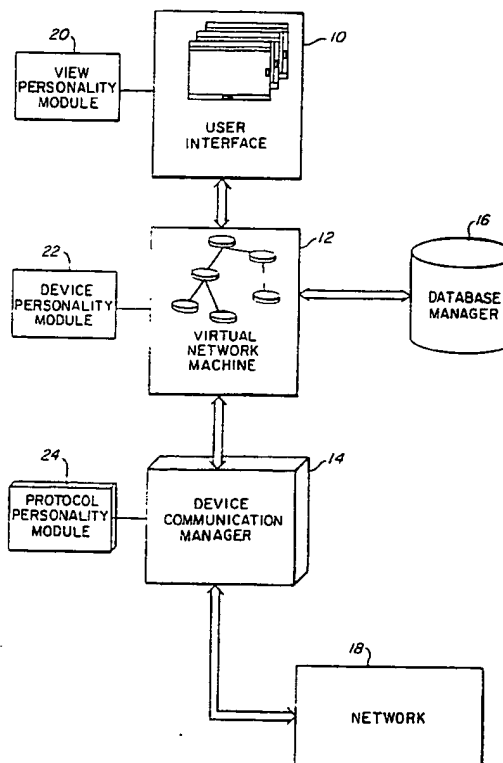 10
20
VIEW
PERSONALITY
MODULE
USER
INTERFACE
12
16
22
DEVICE
PERSONALITY
MODULE
VIRTUAL
NETWORK
MACHINE
DATABASE
MANAGER
14
24
PROTOCOL
PERSONALITY
MODULE
DEVICE
COMMUNICATION
MANAGER
18
NETWORK